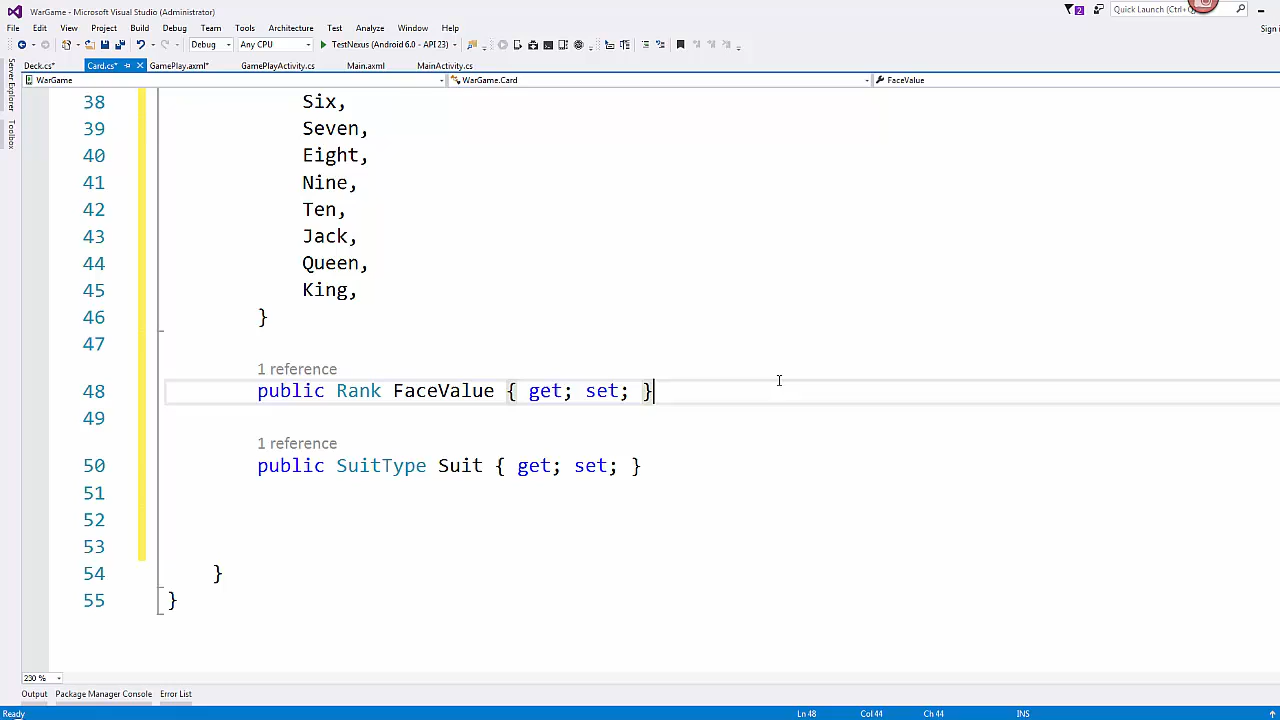 WarGame - Microsoft Visual Studio (Administrator)
2
Quick Launch (Ctrl+Q)
File Edit View Project Build Debug Team Tools Architecture Test Analyze Window Help
Sign i
Debug Any CPU TestNexus (Android 6.0 - API 23)
Deck.cs* Card.cs* GamePlay.axml* GamePlayActivity.cs Main.axml MainActivity.cs
WarGame WarGame.Card FaceValue
Server Explorer
Toolbox
38 Six,
39 Seven,
40 Eight,
41 Nine,
42 Ten,
43 Jack,
44 Queen,
45 King,
46 }
47
1 reference
48 public Rank FaceValue { get; set; }
49
1 reference
50 public SuitType Suit { get; set; }
51
52
53
54 }
55 }
230 %
Output Package Manager Console Error List
Ready Ln 48 Col 44 Ch 44 INS